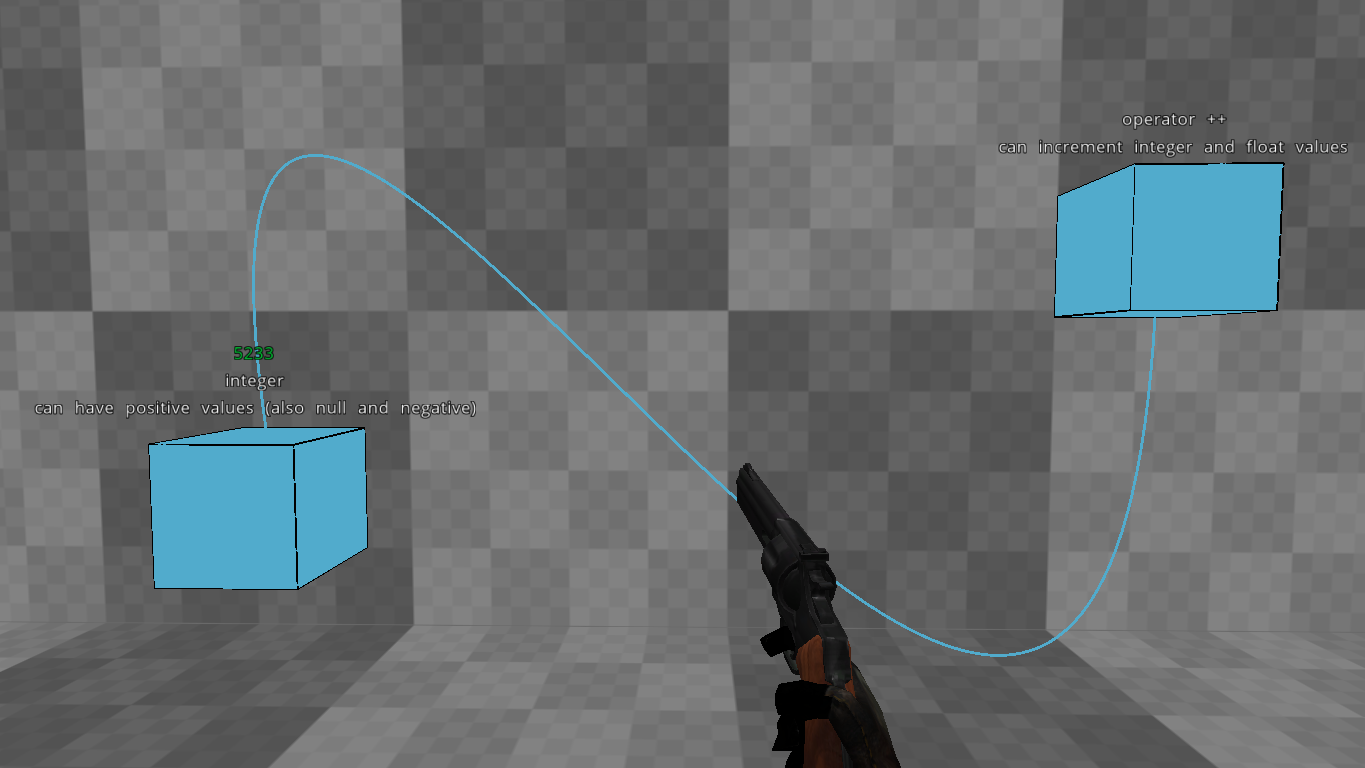 operator ++
can increment integer and float values
5233
integer
can have positive values (also null and negative)